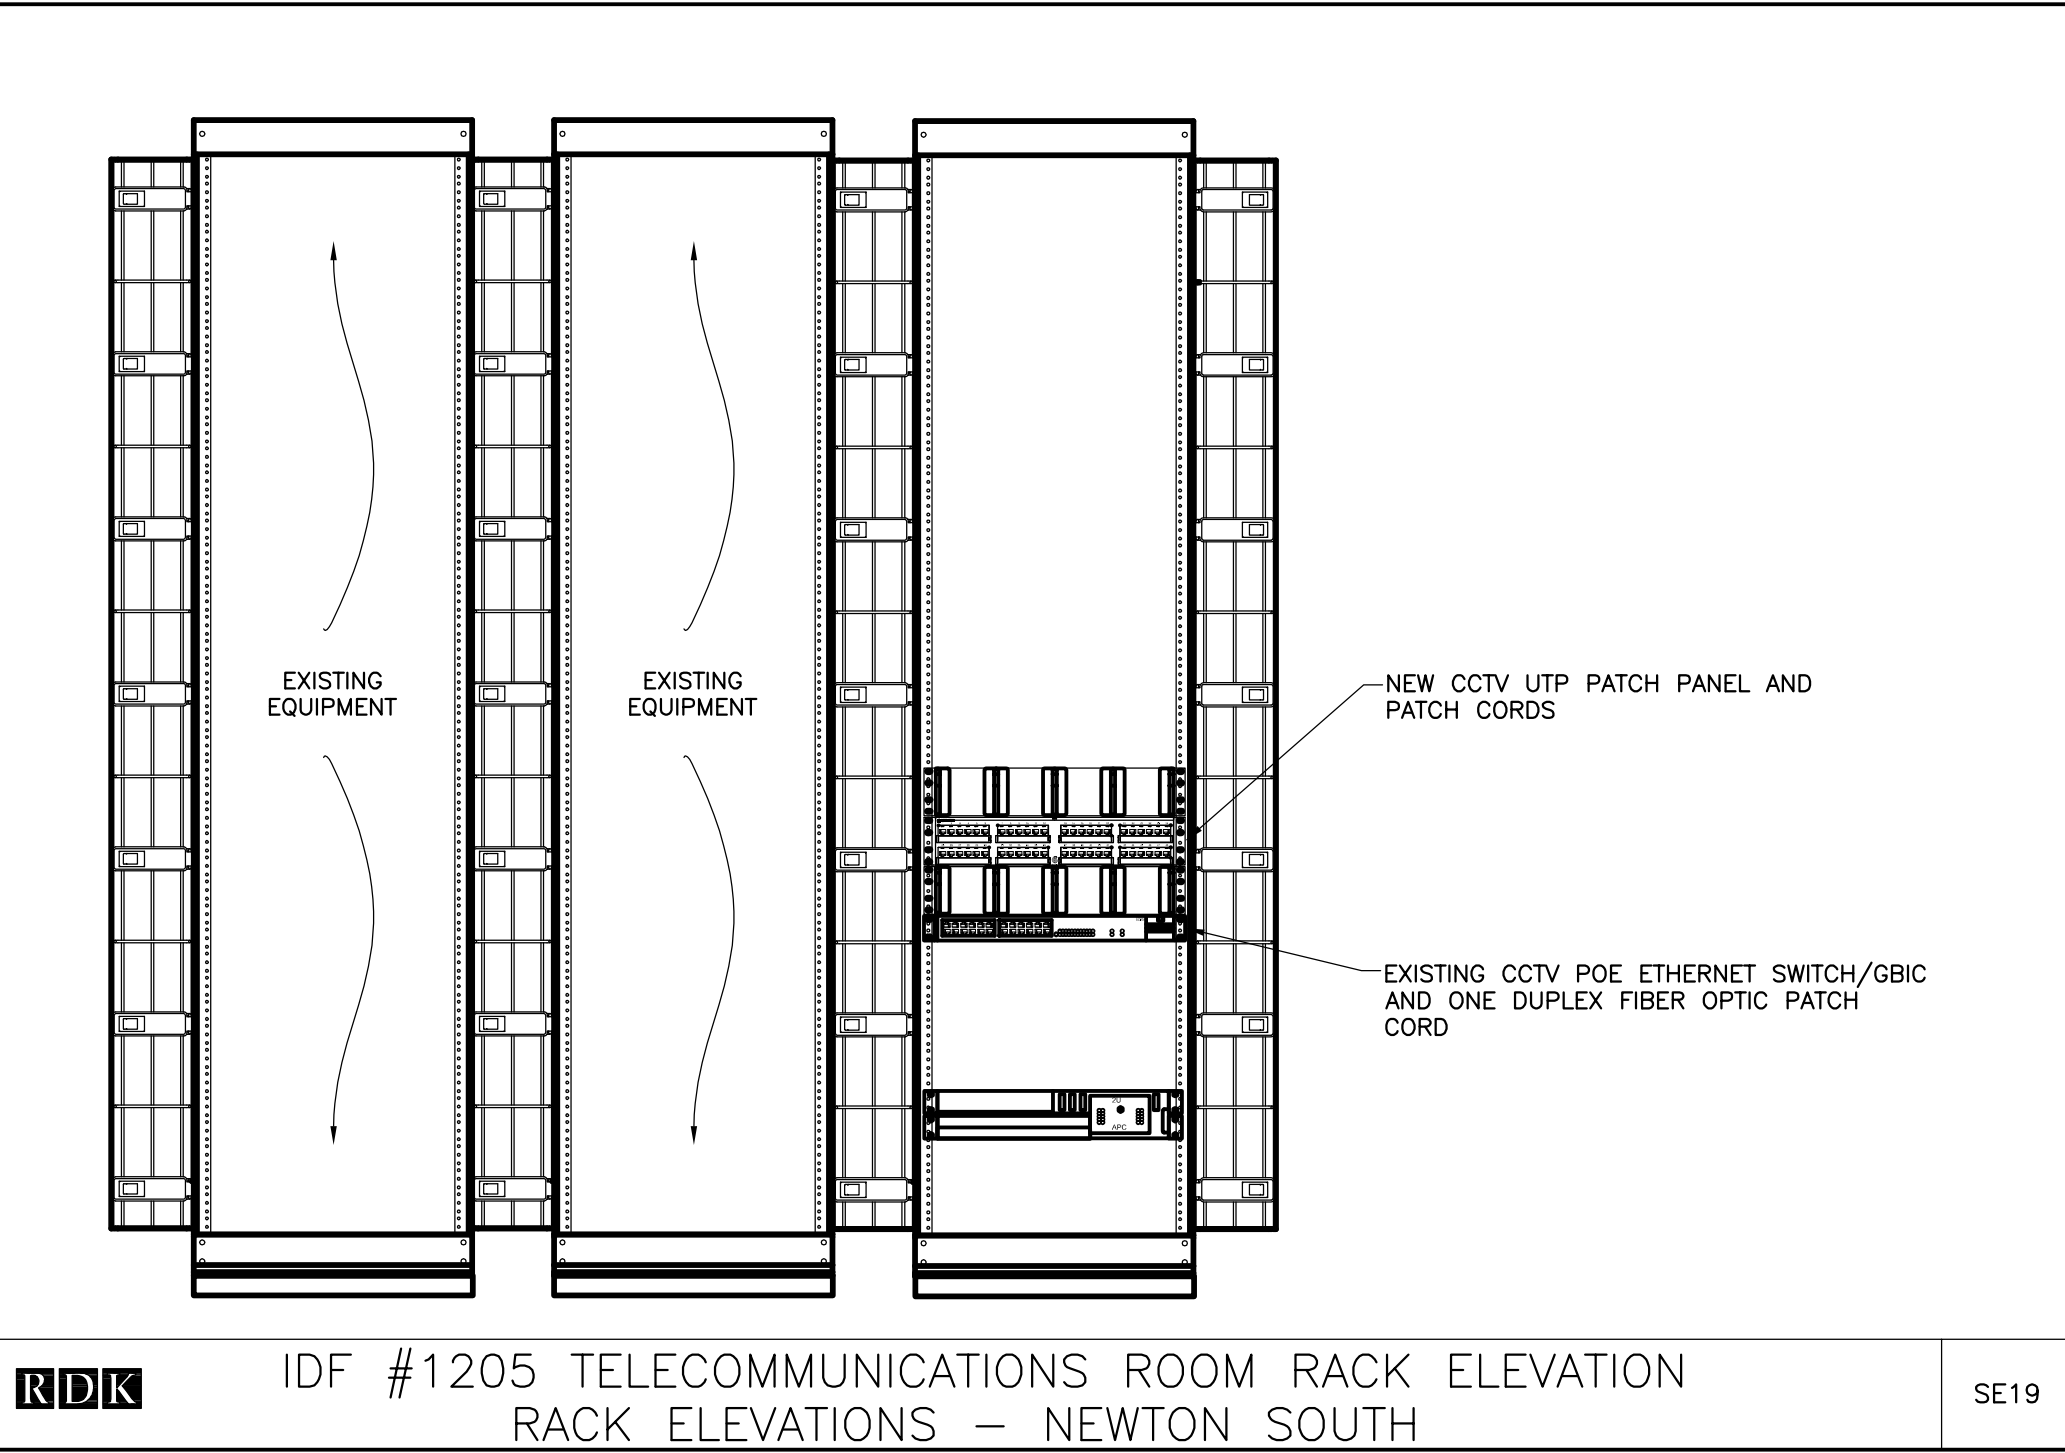 EXISTING
EQUIPMENT
EXISTING
EQUIPMENT
NEW CCTV UTP PATCH PANEL AND
PATCH CORDS
EXISTING CCTV POE ETHERNET SWITCH/GBIC
AND ONE DUPLEX FIBER OPTIC PATCH
CORD
2U
APC
RDK
IDF #1205 TELECOMMUNICATIONS ROOM RACK ELEVATION
RACK ELEVATIONS – NEWTON SOUTH
SE19